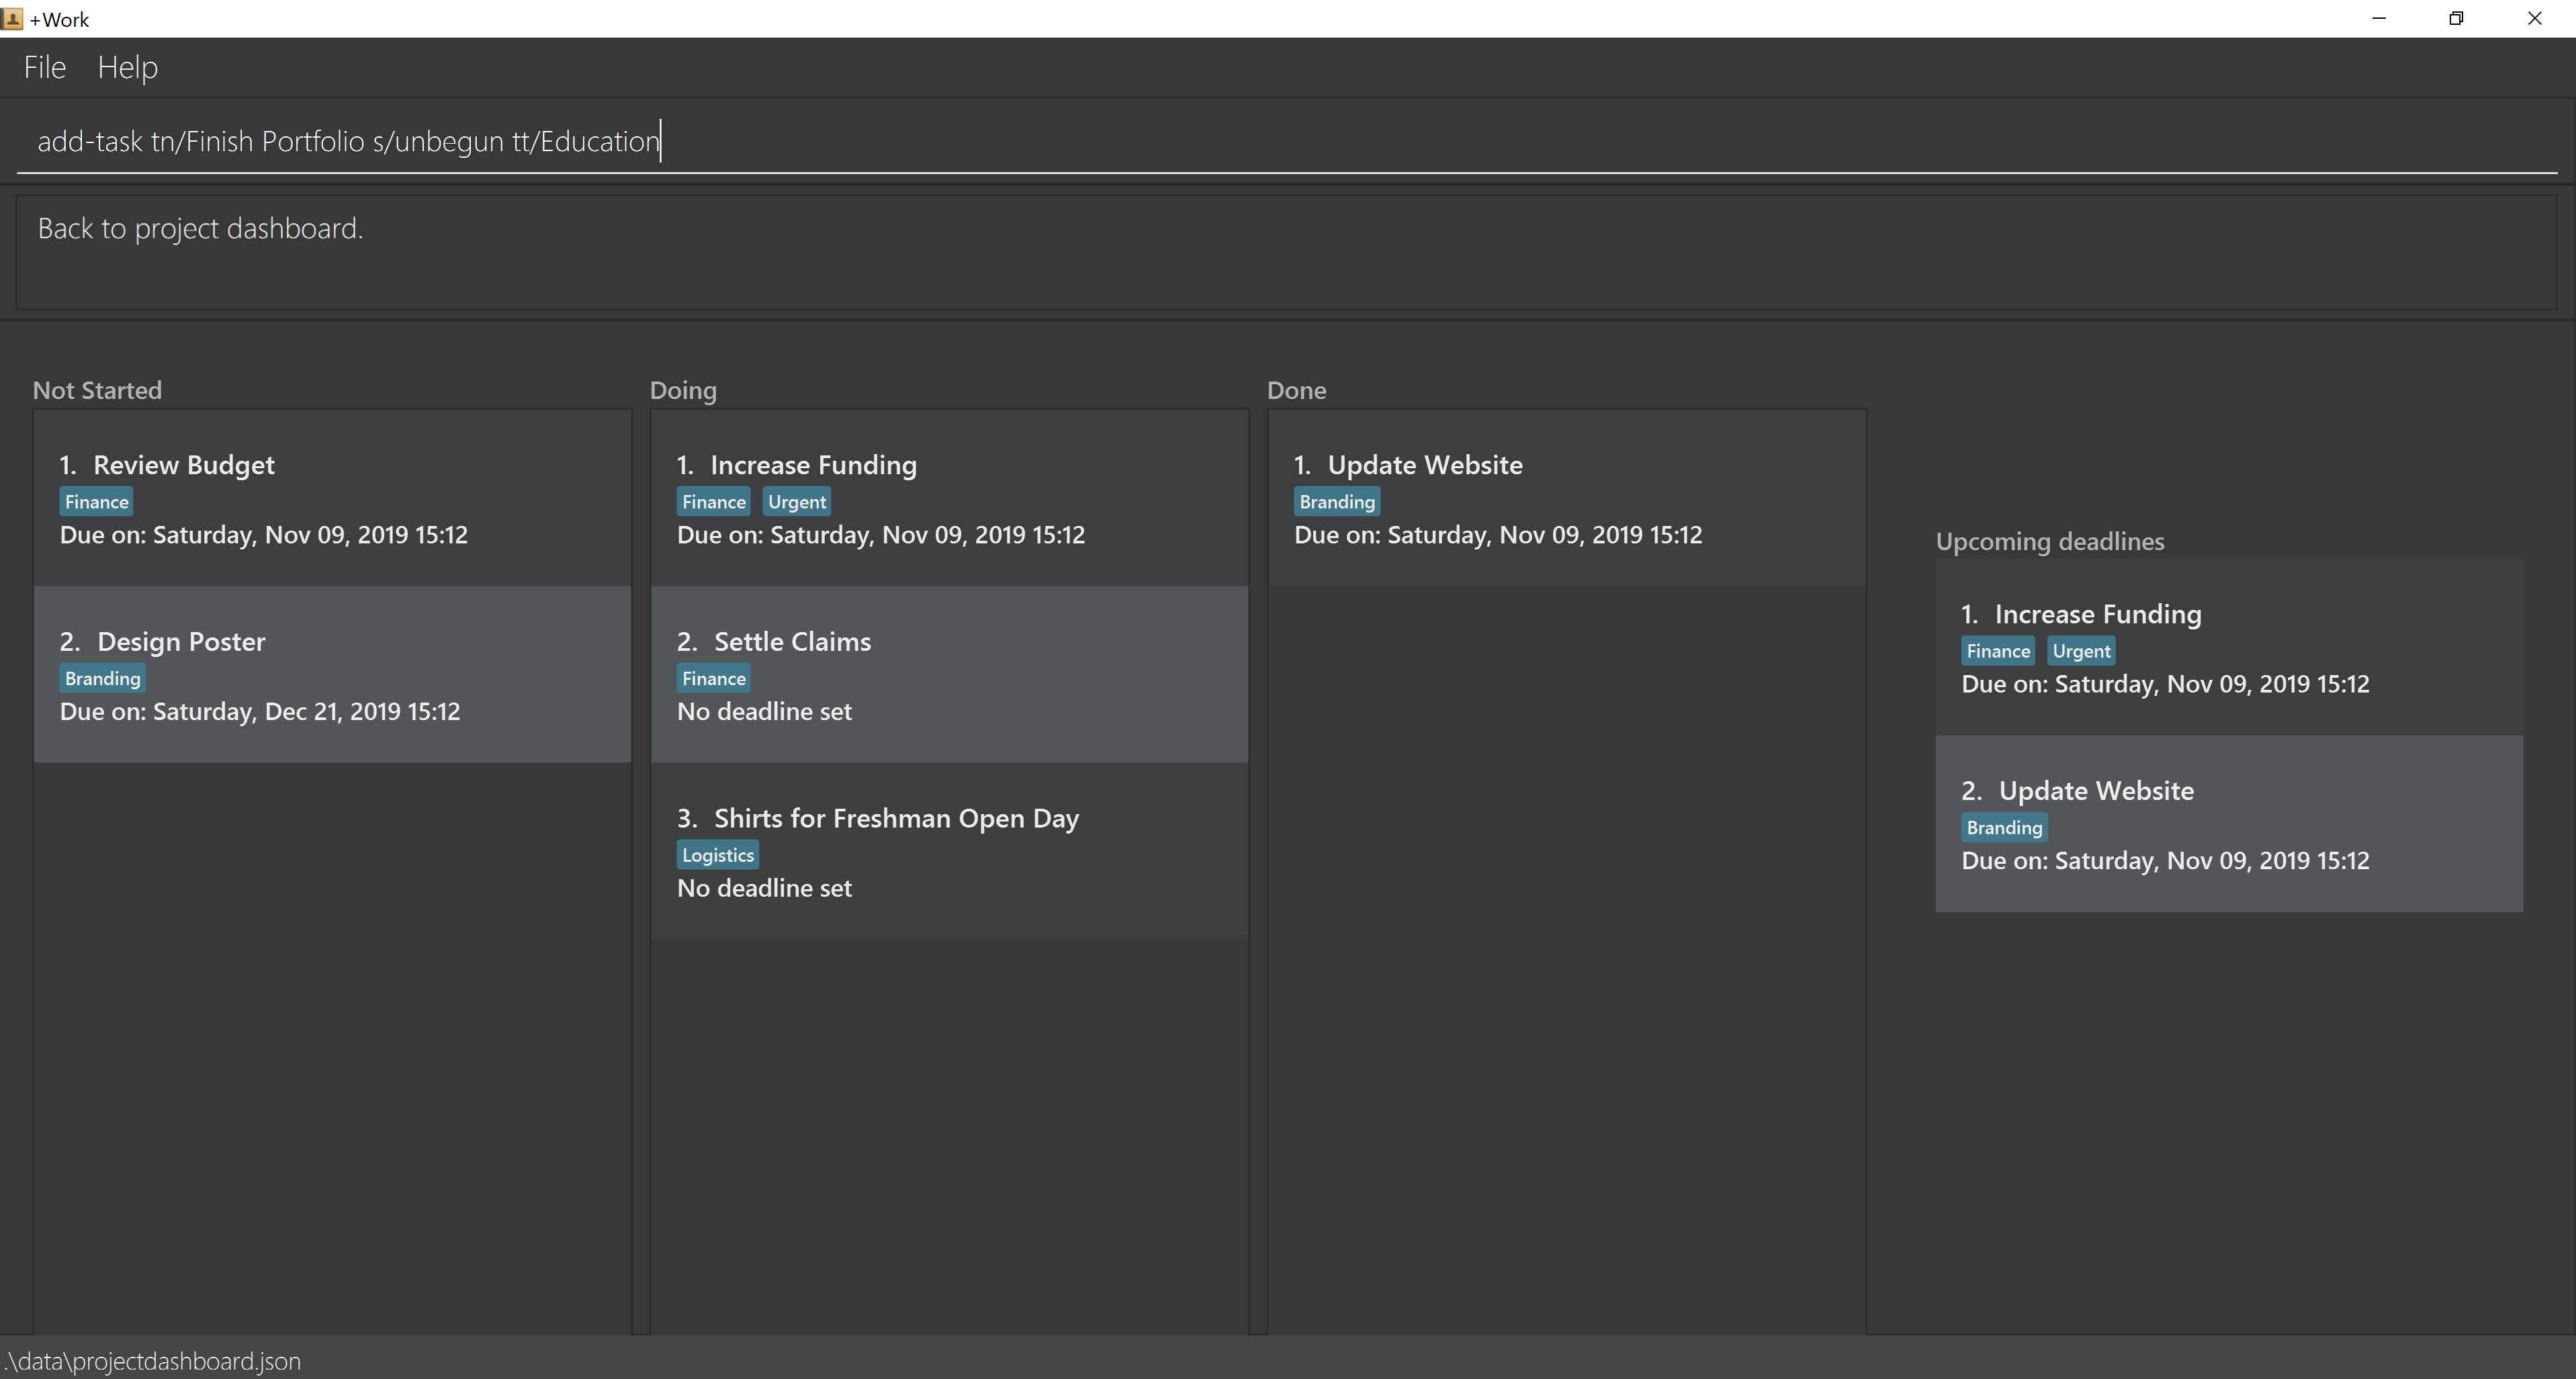 +Work
File Help
add-task tn/Finish Portfolio s/unbegun tt/Education
Back to project dashboard.
Not Started
1. Review Budget
Finance
Due on: Saturday, Nov 09, 2019 15:12
2. Design Poster
Branding
Due on: Saturday, Dec 21, 2019 15:12
Doing
1. Increase Funding
Finance Urgent
Due on: Saturday, Nov 09, 2019 15:12
2. Settle Claims
Finance
No deadline set
3. Shirts for Freshman Open Day
Logistics
No deadline set
Done
1. Update Website
Branding
Due on: Saturday, Nov 09, 2019 15:12
Upcoming deadlines
1. Increase Funding
Finance Urgent
Due on: Saturday, Nov 09, 2019 15:12
2. Update Website
Branding
Due on: Saturday, Nov 09, 2019 15:12
.\data\projectdashboard.json